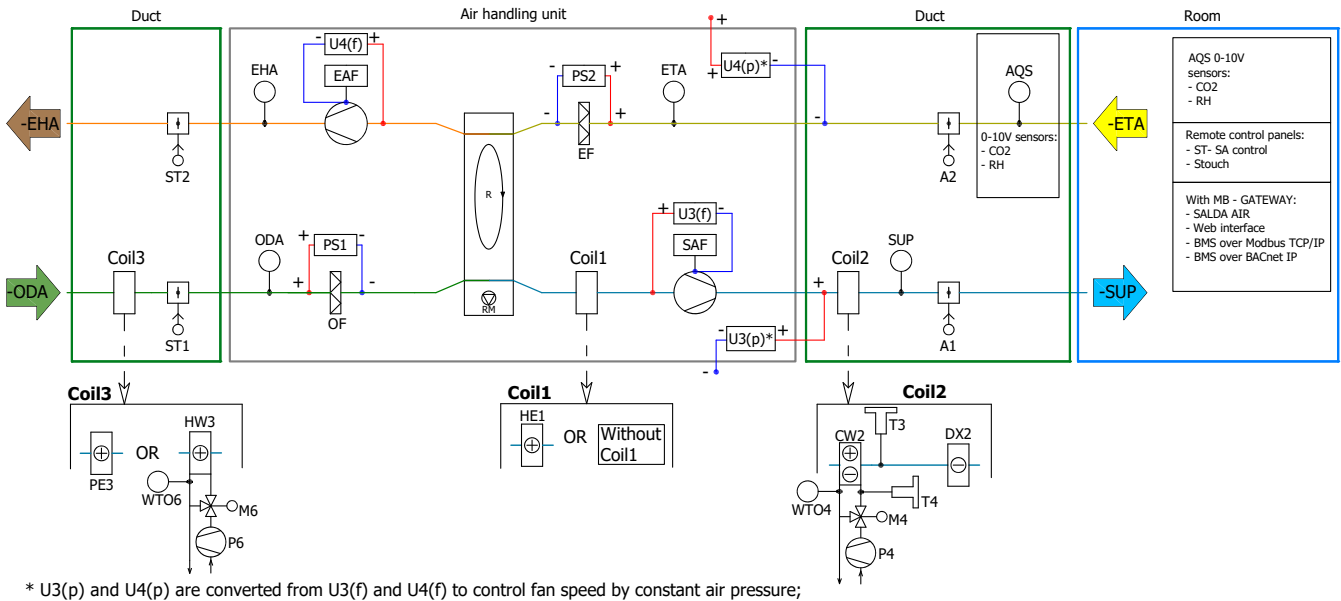 Duct
Air handling unit
Duct
Room
- U4(f) +
+
U4(p)*
-
+
EHA
EAF
- PS2 +
ETA
AQS
AQS 0-10V
sensors:
- CO2
- RH
-EHA
-ETA
ST2
- +
EF
R
A2
0-10V sensors:
- CO2
- RH
Remote control panels:
- ST- SA control
- Stouch
With MB - GATEWAY:
- SALDA AIR
- Web interface
- BMS over Modbus TCP/IP
- BMS over BACnet IP
+ U3(f) -
ODA
+ PS1 -
SAF
SUP
Coil3
Coil1
Coil2
-ODA
+ -
+
-SUP
RM
ST1
OF
- U3(p)* +
-
A1
Coil3
Coil1
Coil2
HW3
OR
PE3
WTO6
M6
P6
HE1
OR
Without
Coil1
T3
CW2
DX2
WTO4
T4
M4
P4
* U3(p) and U4(p) are converted from U3(f) and U4(f) to control fan speed by constant air pressure;